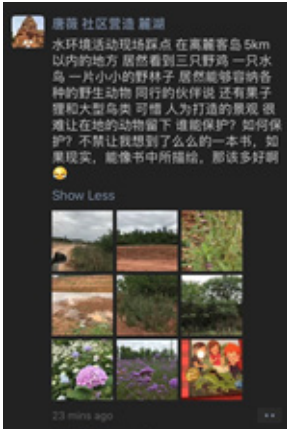 唐薇 社区营造 麓湖
水环境活动现场踩点 在离麓客岛 5km
以内的地方 居然看到三只野鸡 一只水
鸟 一片小小的野林子 居然能够容纳各
种的野生动物 同行的伙伴说 还有果子
狸和大型鸟类 可惜 人为打造的景观 很
难让在地的动物留下 谁能保护？如何保
护？不禁让我想到了么么的一本书，如
果现实，能像书中所描绘，那该多好啊
😂
Show Less
23 mins ago